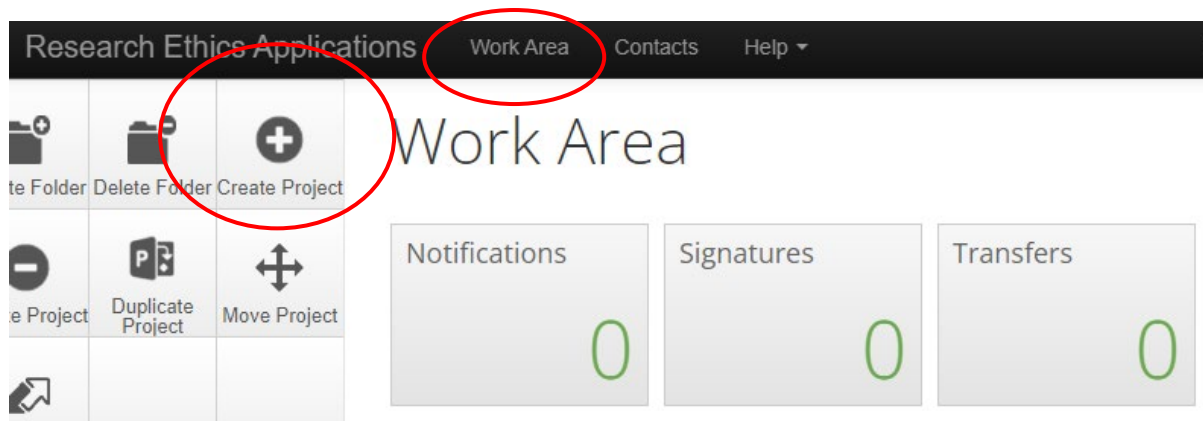 Research Ethics Applications Work Area Contacts Help
te Folder Delete Folder Create Project
Work Area
e Project Duplicate Project Move Project
Notifications
0
Signatures
0
Transfers
0